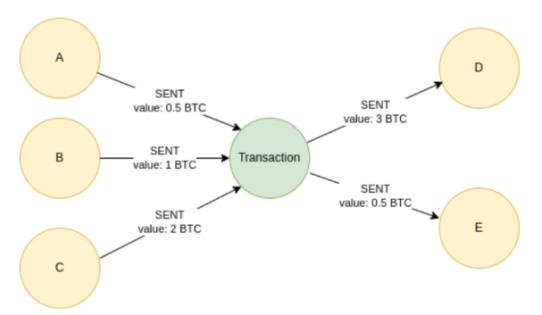 A
SENT
value: 0.5 BTC
B
SENT
value: 1 BTC
C
SENT
value: 2 BTC
Transaction
SENT
value: 3 BTC
D
SENT
value: 0.5 BTC
E